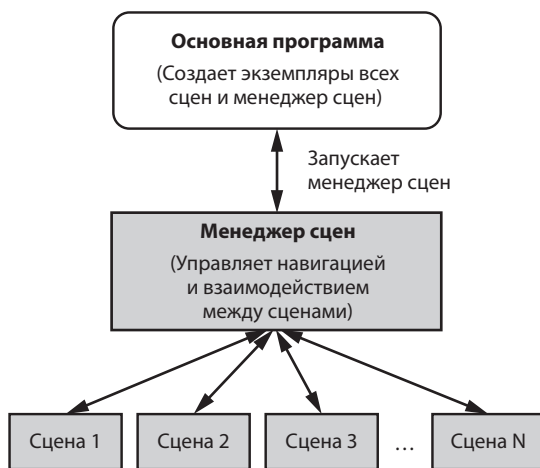 Основная программа
(Создает экземпляры всех
сцен и менеджер сцен)
Запускает
менеджер сцен
Менеджер сцен
(Управляет навигацией
и взаимодействием
между сценами)
Сцена 1
Сцена 2
Сцена 3
...
Сцена N